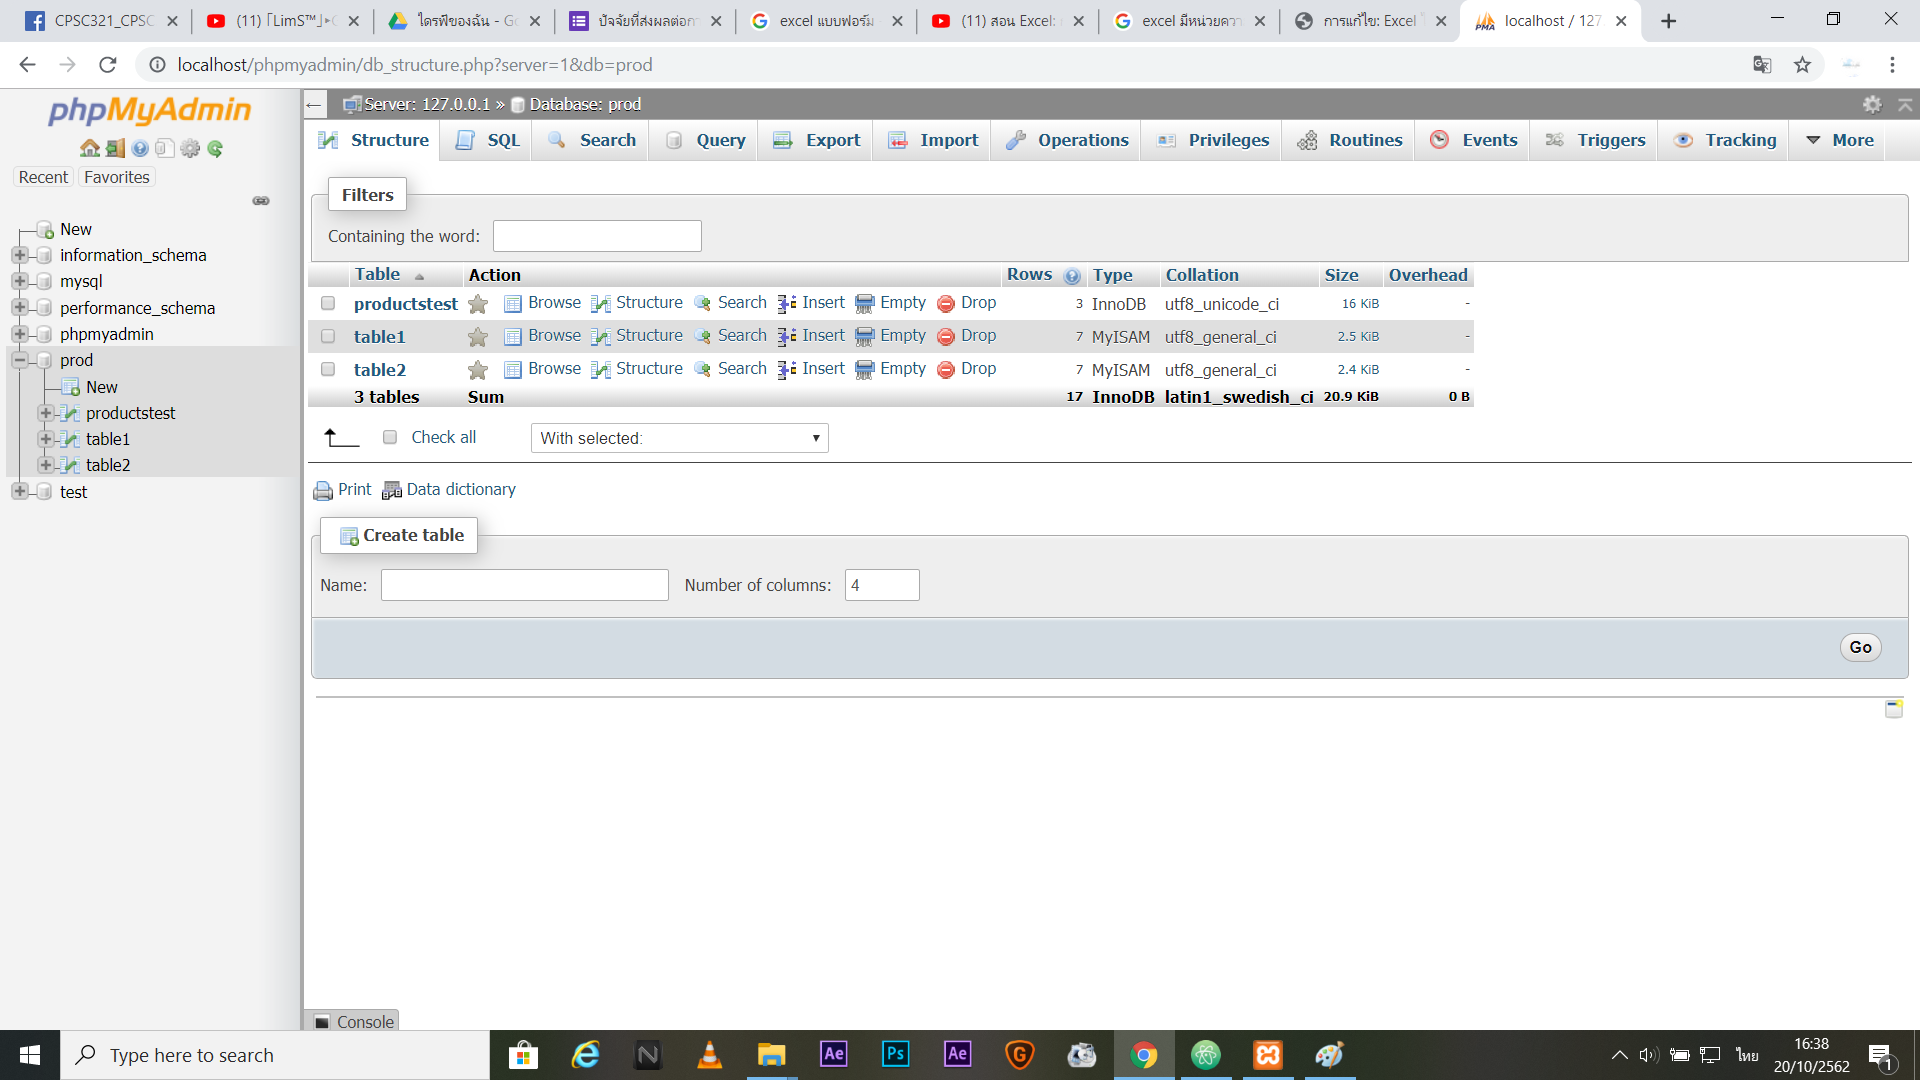 CPSC321_CPSC
(11) 「LimS™」
ไดรฟ์ของฉัน - Go
ปัจจัยที่ส่งผลต่อกา
excel แบบฟอร์ม
(11) สอน Excel:
excel มีหน่วยควา
การแก้ไข: Excel
PMA
localhost / 127
localhost/phpmyadmin/db_structure.php?server=1&db=prod
phpMyAdmin
Server: 127.0.0.1 » Database: prod
Structure SQL Search Query Export Import Operations Privileges Routines Events Triggers Tracking More
Recent Favorites
New
information_schema
mysql
performance_schema
phpmyadmin
prod
New
productstest
table1
table2
test
Filters
Containing the word:
Table Action Rows Type Collation Size Overhead
productstest Browse Structure Search Insert Empty Drop 3 InnoDB utf8_unicode_ci 16 KiB -
table1 Browse Structure Search Insert Empty Drop 7 MyISAM utf8_general_ci 2.5 KiB -
table2 Browse Structure Search Insert Empty Drop 7 MyISAM utf8_general_ci 2.4 KiB -
3 tables Sum 17 InnoDB latin1_swedish_ci 20.9 KiB 0 B
Check all With selected:
Print Data dictionary
Create table
Name: Number of columns: 4
Go
Console
Type here to search
Ae
Ps
Ae
ไทย
16:38
20/10/2562
1